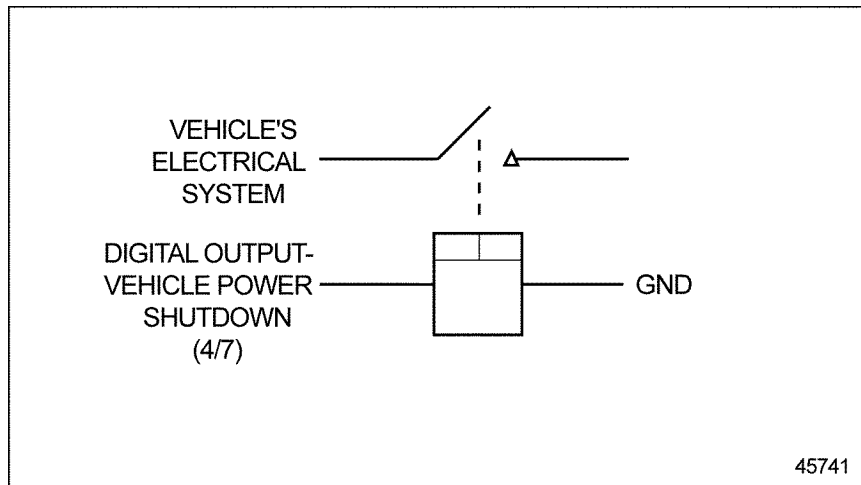 VEHICLE'S
ELECTRICAL
SYSTEM
DIGITAL OUTPUT-
VEHICLE POWER
SHUTDOWN
(4/7)
GND
45741